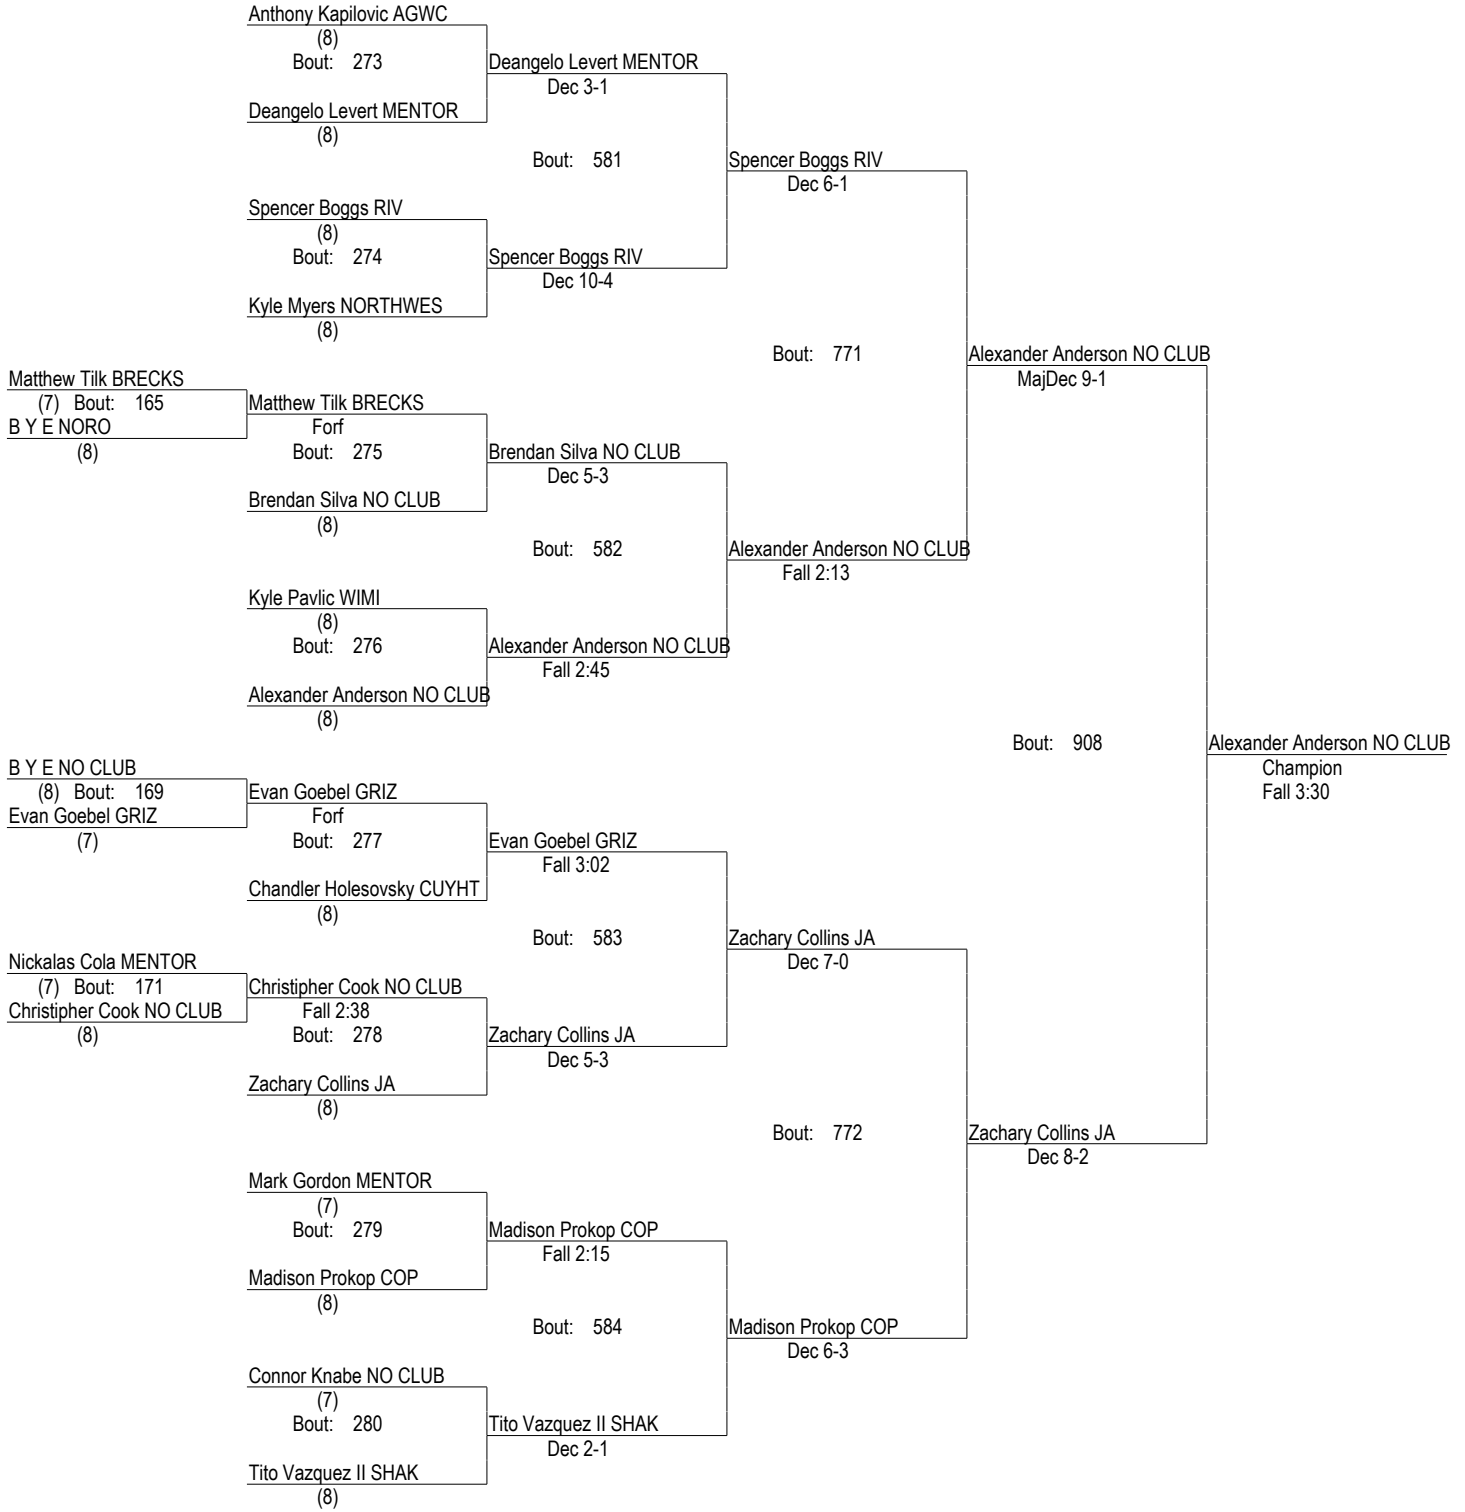 Anthony Kapilovic AGWC
(8)
Bout: 273
Deangelo Levert MENTOR
Dec 3-1
Deangelo Levert MENTOR
(8)
Bout: 581
Spencer Boggs RIV
Dec 6-1
Spencer Boggs RIV
(8)
Bout: 274
Spencer Boggs RIV
Dec 10-4
Kyle Myers NORTHWES
(8)
Bout: 771
Alexander Anderson NO CLUB
MajDec 9-1
Matthew Tilk BRECKS
(7) Bout: 165
B Y E NORO
(8)
Matthew Tilk BRECKS
Forf
Bout: 275
Brendan Silva NO CLUB
Dec 5-3
Brendan Silva NO CLUB
(8)
Bout: 582
Alexander Anderson NO CLUB
Fall 2:13
Kyle Pavlic WIMI
(8)
Bout: 276
Alexander Anderson NO CLUB
Fall 2:45
Alexander Anderson NO CLUB
(8)
Bout: 908
Alexander Anderson NO CLUB
Champion
Fall 3:30
B Y E NO CLUB
(8) Bout: 169
Evan Goebel GRIZ
(7)
Evan Goebel GRIZ
Forf
Bout: 277
Evan Goebel GRIZ
Fall 3:02
Chandler Holesovsky CUYHT
(8)
Bout: 583
Zachary Collins JA
Dec 7-0
Nickalas Cola MENTOR
(7) Bout: 171
Christipher Cook NO CLUB
(8)
Christipher Cook NO CLUB
Fall 2:38
Bout: 278
Zachary Collins JA
Dec 5-3
Zachary Collins JA
(8)
Bout: 772
Zachary Collins JA
Dec 8-2
Mark Gordon MENTOR
(7)
Bout: 279
Madison Prokop COP
Fall 2:15
Madison Prokop COP
(8)
Bout: 584
Madison Prokop COP
Dec 6-3
Connor Knabe NO CLUB
(7)
Bout: 280
Tito Vazquez II SHAK
Dec 2-1
Tito Vazquez II SHAK
(8)